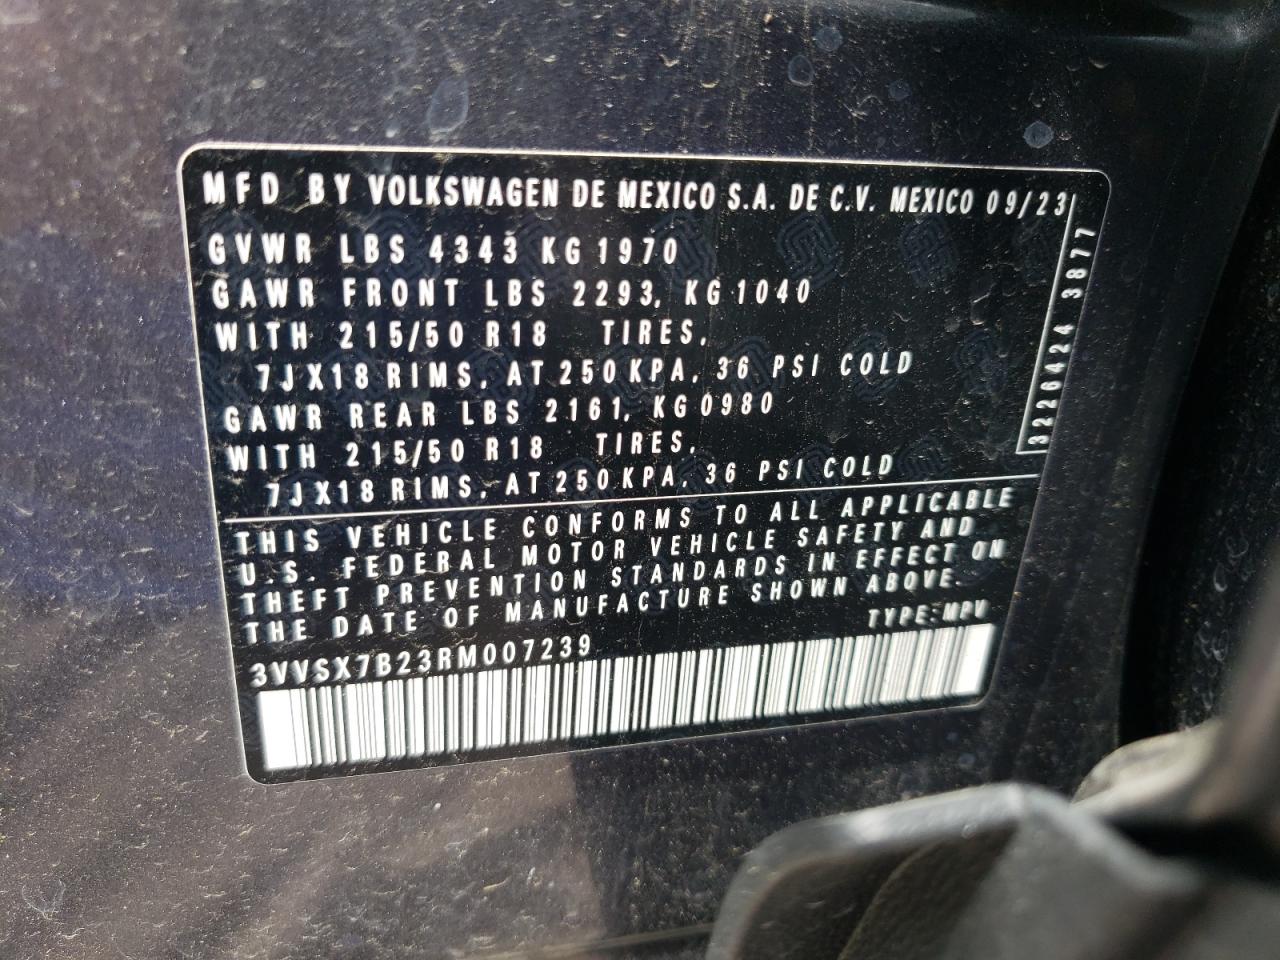 MFD BY VOLKSWAGEN DE MEXICO S.A. DE C.V. MEXICO 09/23
GVWR LBS 4343 KG 1970
GAWR FRONT LBS 2293, KG 1040
WITH 215/50 R18 TIRES,
7JX18 RIMS, AT 250 KPA, 36 PSI COLD
GAWR REAR LBS 2161, KG 0980
WITH 215/50 R18 TIRES,
7JX18 RIMS, AT 250 KPA, 36 PSI COLD
3226424 3877
THIS VEHICLE CONFORMS TO ALL APPLICABLE
U.S. FEDERAL MOTOR VEHICLE SAFETY AND
THEFT PREVENTION STANDARDS IN EFFECT ON
THE DATE OF MANUFACTURE SHOWN ABOVE.
TYPE: MPV
3VVSX7B23RM007239